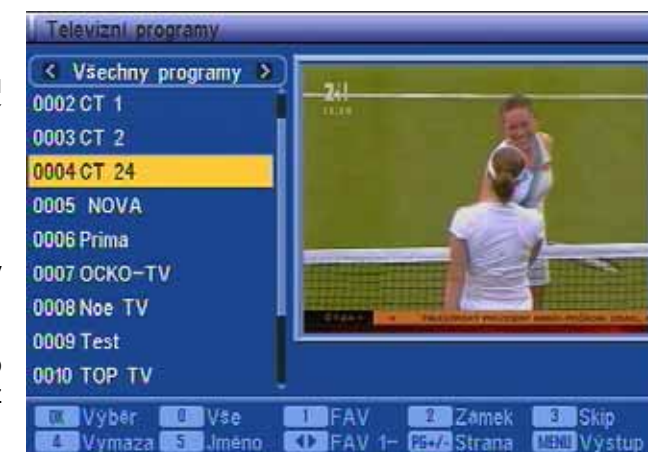 Televizní programy
< Všechny programy >
0002 CT 1
0003 CT 2
0004 CT 24
0005 NOVA
0006 Prima
0007 OCKO-TV
0008 Noe TV
0009 Test
0010 TOP TV
24
OK Výběr 0 Vše 1 FAV 2 Zámek 3 Skip
4 Vymaza 5 Jméno ◀▶ FAV 1- PG+/- Strana MENU Výstup